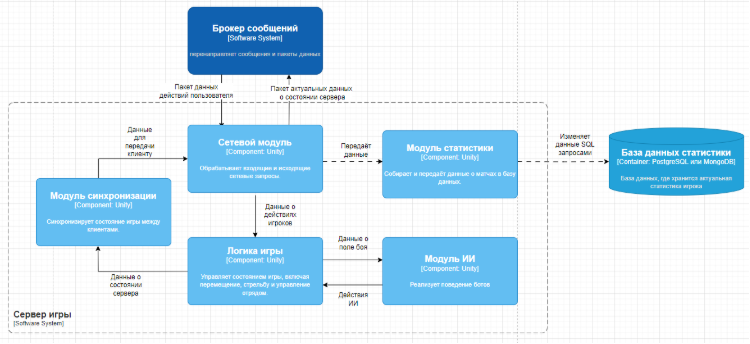 Брокер сообщений
[Software System]
перенаправляет сообщения и пакеты данных
Пакет данных
действий пользователя
Пакет актуальных данных
о состоянии сервера
Данные
для
передачи
клиенту
Сетевой модуль
[Component: Unity]
Обрабатывает входящие и исходящие
сетевые запросы
Передаёт
данные
Модуль статистики
[Component: Unity]
Собирает и передаёт данные о матчах в базу
данных.
Изменяет
данные SQL
запросами
База данных статистики
[Container: PostgreSQL или MongoDB]
База данных, где хранится актуальная
статистика игрока
Модуль синхронизации
[Component: Unity]
Синхронизирует состояние игры между
клиентами.
Данные о
действиях
игроков
Логика игры
[Component: Unity]
Управляет состоянием игры, включая
перемещение, стрельбу и управление
отрядом.
Данные о
поле боя
Действия
ИИ
Модуль ИИ
[Component: Unity]
Реализует поведение ботов
Данные о
состоянии
сервера
Сервер игры
[Software System]